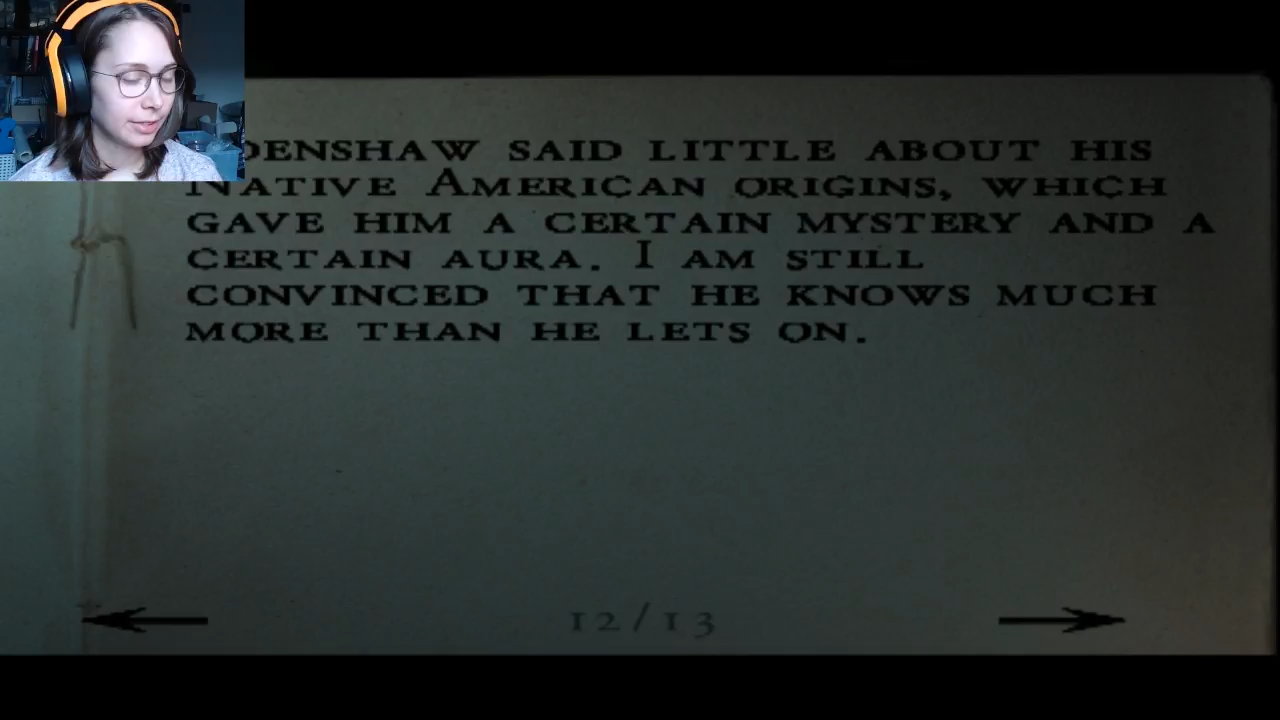 SAID LITTLE ABOUT HIS
NATIVE AMERICAN ORIGINS, WHICH
GAVE HIM A CERTAIN MYSTERY AND A
CERTAIN AURA. I AM STILL
CONVINCED THAT HE KNOWS MUCH
MORE THAN HE LETS ON.
12/13